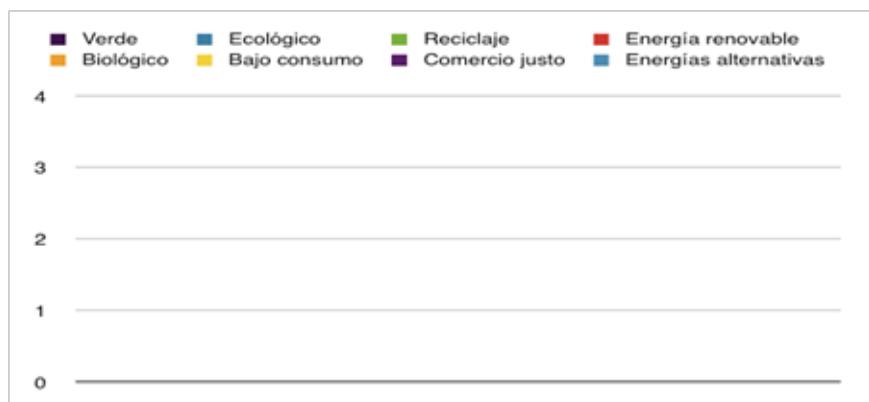 Verde Ecológico Reciclaje Energía renovable
Biológico Bajo consumo Comercio justo Energías alternativas
4
3
2
1
0